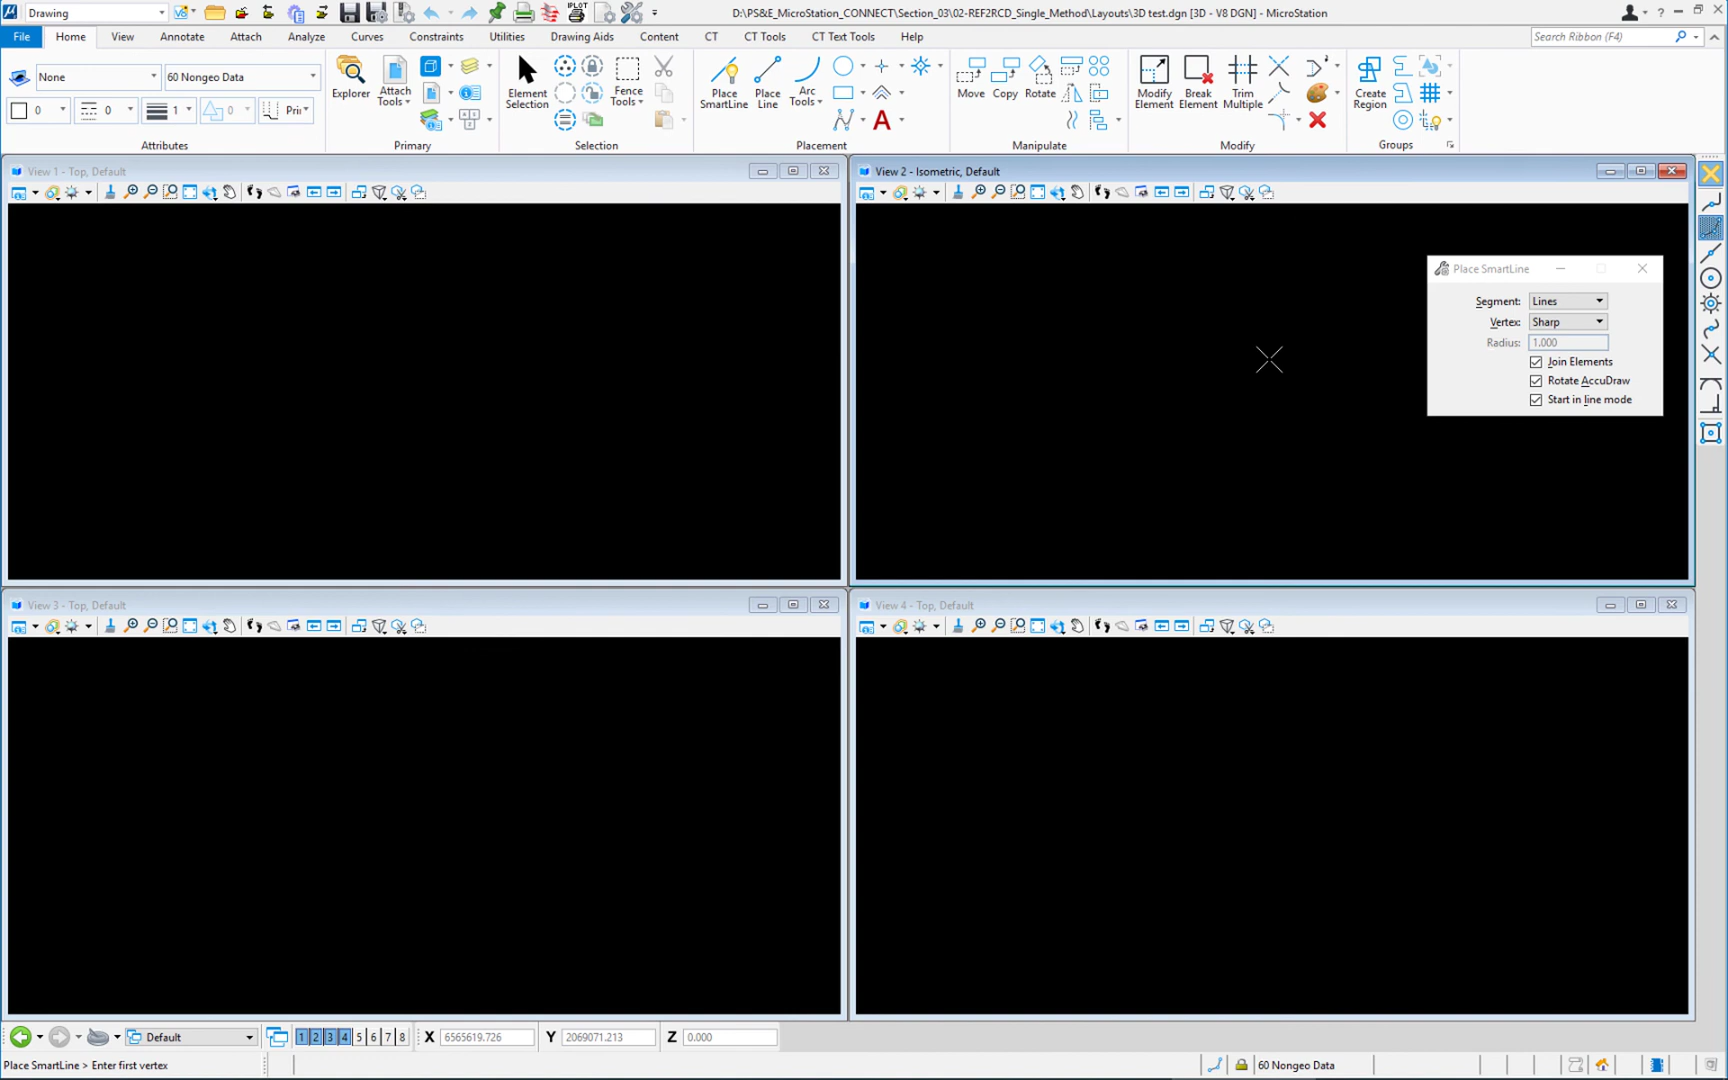 Drawing
D:\PS&E_MicroStation_CONNECT\Section_03\02-REF2RCD_Single_Method\Layouts\3D test.dgn [3D - V8 DGN] - MicroStation
File Home View Annotate Attach Analyze Curves Constraints Utilities Drawing Aids Content CT CT Tools CT Text Tools Help
Search Ribbon (F4)
None
60 Nongeo Data
0
0
1
0
Pri
Attributes
Explorer
Attach
Tools
Primary
Element
Selection
Fence
Tools
Selection
Place
SmartLine
Place
Line
Arc
Tools
Placement
Move
Copy
Rotate
Manipulate
Modify
Element
Break
Element
Trim
Multiple
Modify
Create
Region
Groups
View 1 - Top, Default
View 2 - Isometric, Default
Place SmartLine
Segment: Lines
Vertex: Sharp
Radius: 1.000
Join Elements
Rotate AccuDraw
Start in line mode
View 3 - Top, Default
View 4 - Top, Default
Default
1 2 3 4 5 6 7 8
X 6565619.726
Y 2069071.213
Z 0.000
Place SmartLine > Enter first vertex
60 Nongeo Data